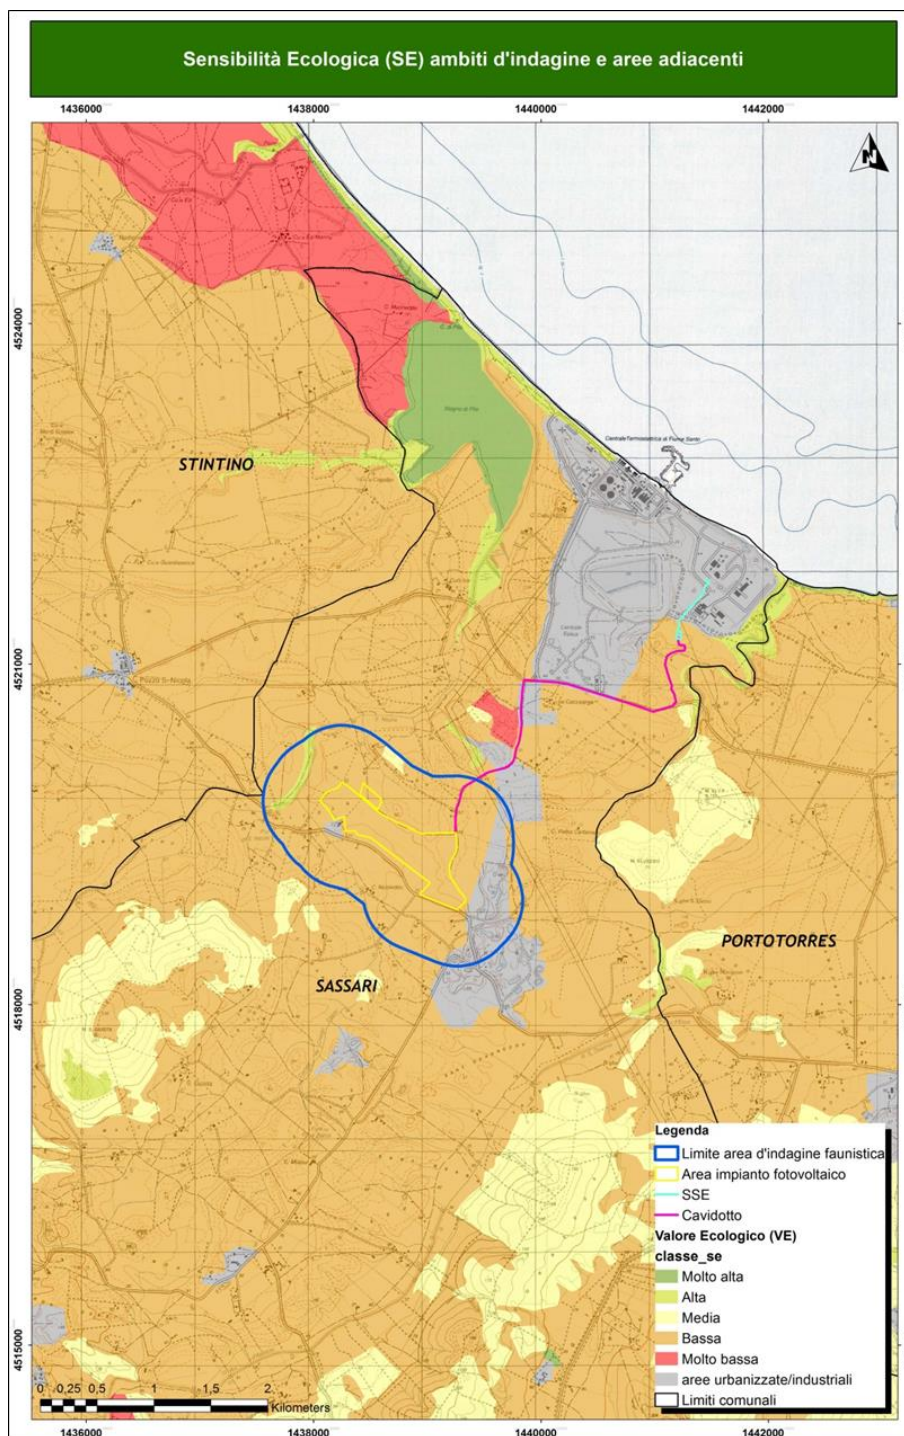 Sensibilità Ecologica (SE) ambiti d'indagine e aree adiacenti
1436000 1438000 1440000 1442000
N
4524000
Stagno di Pilo
Centrale Termoelettrica di Fiume Santo
STINTINO
4521000
SASSARI
PORTOTORRES
4518000
4515000
Legenda
Limite area d'indagine faunistica
Area impianto fotovoltaico
SSE
Cavidotto
Valore Ecologico (VE)
classe_se
Molto alta
Alta
Media
Bassa
Molto bassa
aree urbanizzate/industriali
Limiti comunali
0 0,25 0,5 1 1,5 2
Kilometers
1436000 1438000 1440000 1442000